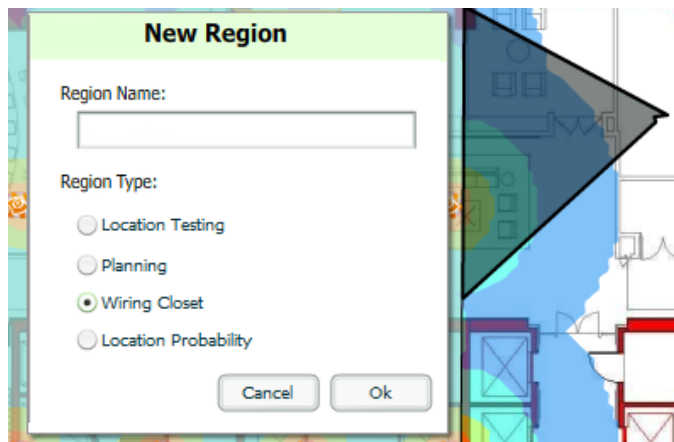 New Region
Region Name:
Region Type:
Location Testing
Planning
Wiring Closet
Location Probability
Cancel Ok